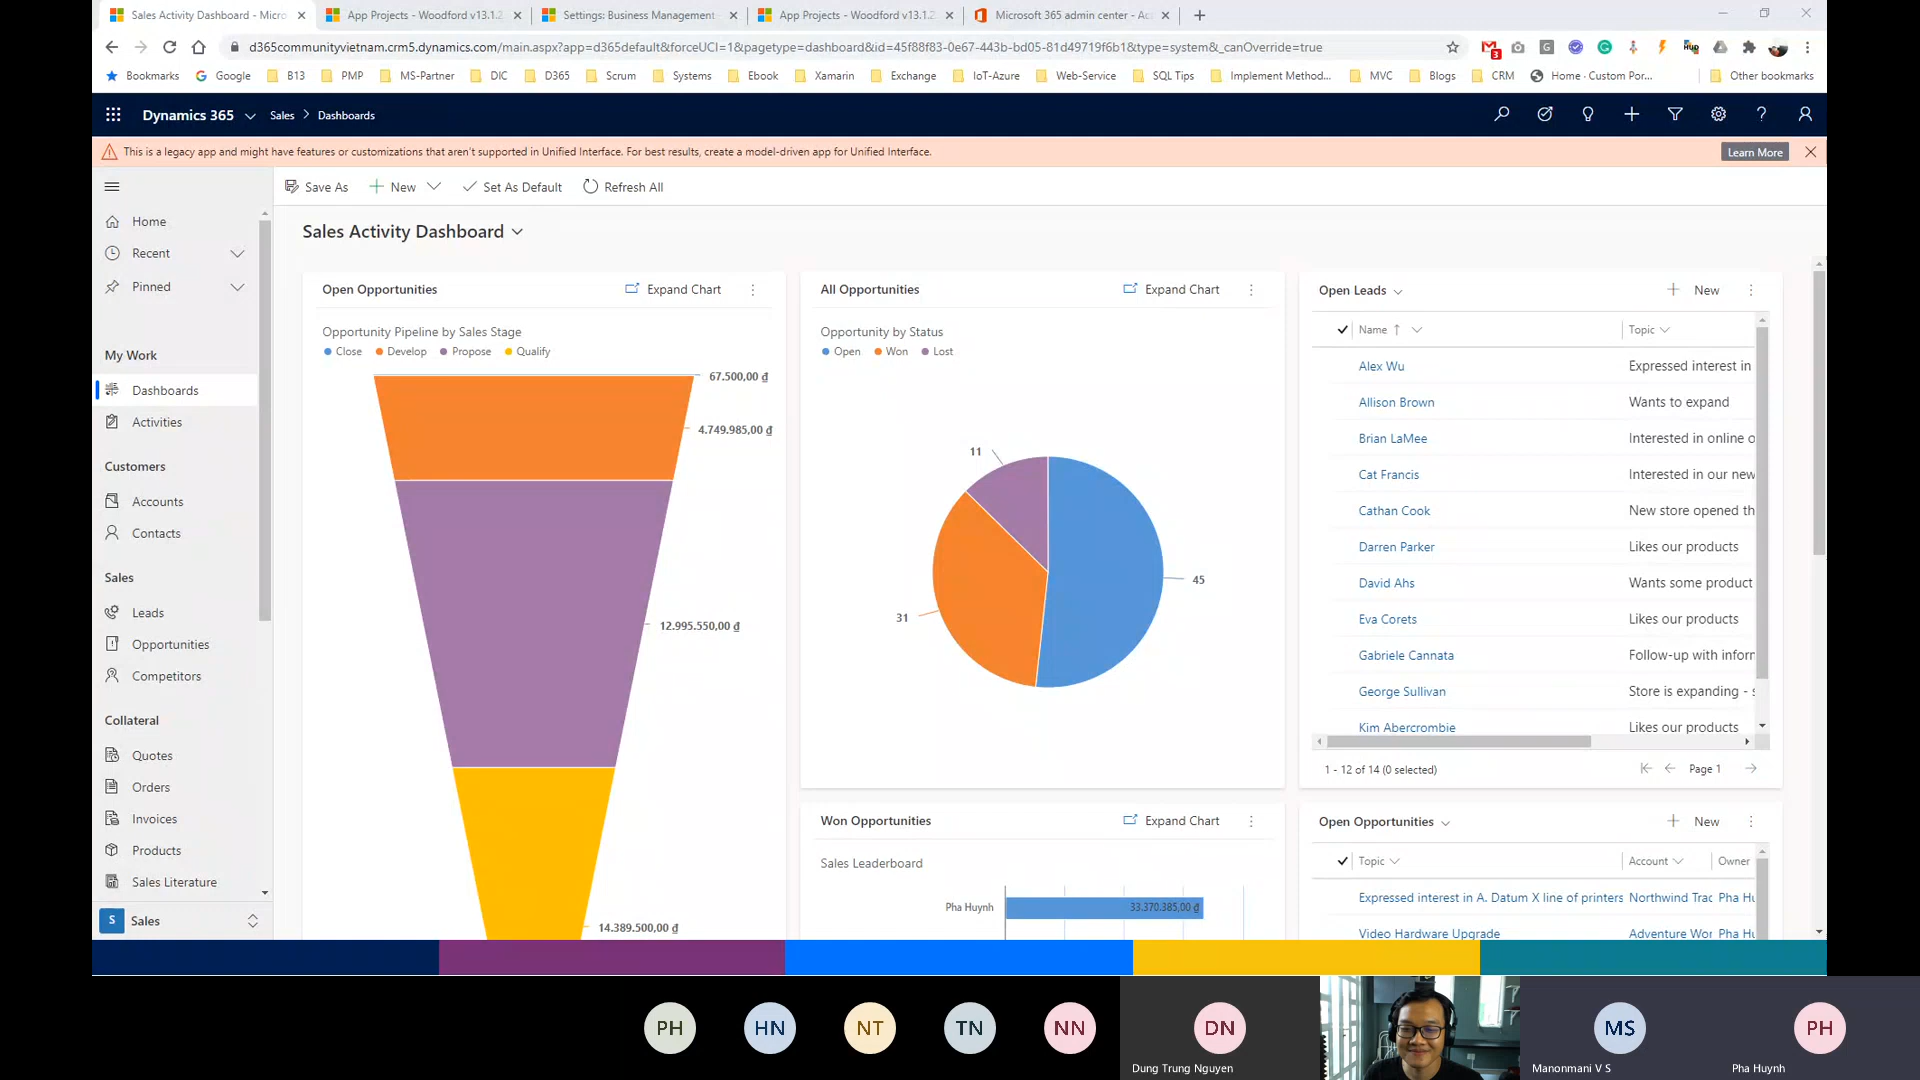 Sales Activity Dashboard - Micro
App Projects - Woodford v13.1.2
Settings: Business Management
App Projects - Woodford v13.1.2
Microsoft 365 admin center - Ac
d365communityvietnam.crm5.dynamics.com/main.aspx?app=d365default&forceUCI=1&pagetype=dashboard&id=45f88f83-0e67-443b-bd05-81d49719f6b1&type=system&_canOverride=true
3
Bookmarks Google B13 PMP MS-Partner DIC D365 Scrum Systems Ebook Xamarin Exchange IoT-Azure Web-Service SQL Tips Implement Method... MVC Blogs CRM Home · Custom Por... Other bookmarks
Dynamics 365 Sales > Dashboards
This is a legacy app and might have features or customizations that aren't supported in Unified Interface. For best results, create a model-driven app for Unified Interface.
Learn More
Save As New Set As Default Refresh All
Home
Recent
Pinned
My Work
Dashboards
Activities
Customers
Accounts
Contacts
Sales
Leads
Opportunities
Competitors
Collateral
Quotes
Orders
Invoices
Products
Sales Literature
S Sales
Sales Activity Dashboard
Open Opportunities Expand Chart
Opportunity Pipeline by Sales Stage
Close Develop Propose Qualify
67.500,00 ₫
4.749.985,00 ₫
12.995.550,00 ₫
14.389.500,00 ₫
All Opportunities Expand Chart
Opportunity by Status
Open Won Lost
11
45
31
Won Opportunities Expand Chart
Sales Leaderboard
Pha Huynh 33.370.385,00 ₫
Open Leads New
Name Topic
Alex Wu Expressed interest in
Allison Brown Wants to expand
Brian LaMee Interested in online o
Cat Francis Interested in our new
Cathan Cook New store opened th
Darren Parker Likes our products
David Ahs Wants some product
Eva Corets Likes our products
Gabriele Cannata Follow-up with inforr
George Sullivan Store is expanding - s
Kim Abercrombie Likes our products
1 - 12 of 14 (0 selected) Page 1
Open Opportunities New
Topic Account Owner
Expressed interest in A. Datum X line of printers Northwind Trac Pha Hu
Video Hardware Upgrade Adventure Wor Pha Hu
PH
HN
NT
TN
NN
DN
MS
PH
Dung Trung Nguyen
Manonmani V S
Pha Huynh